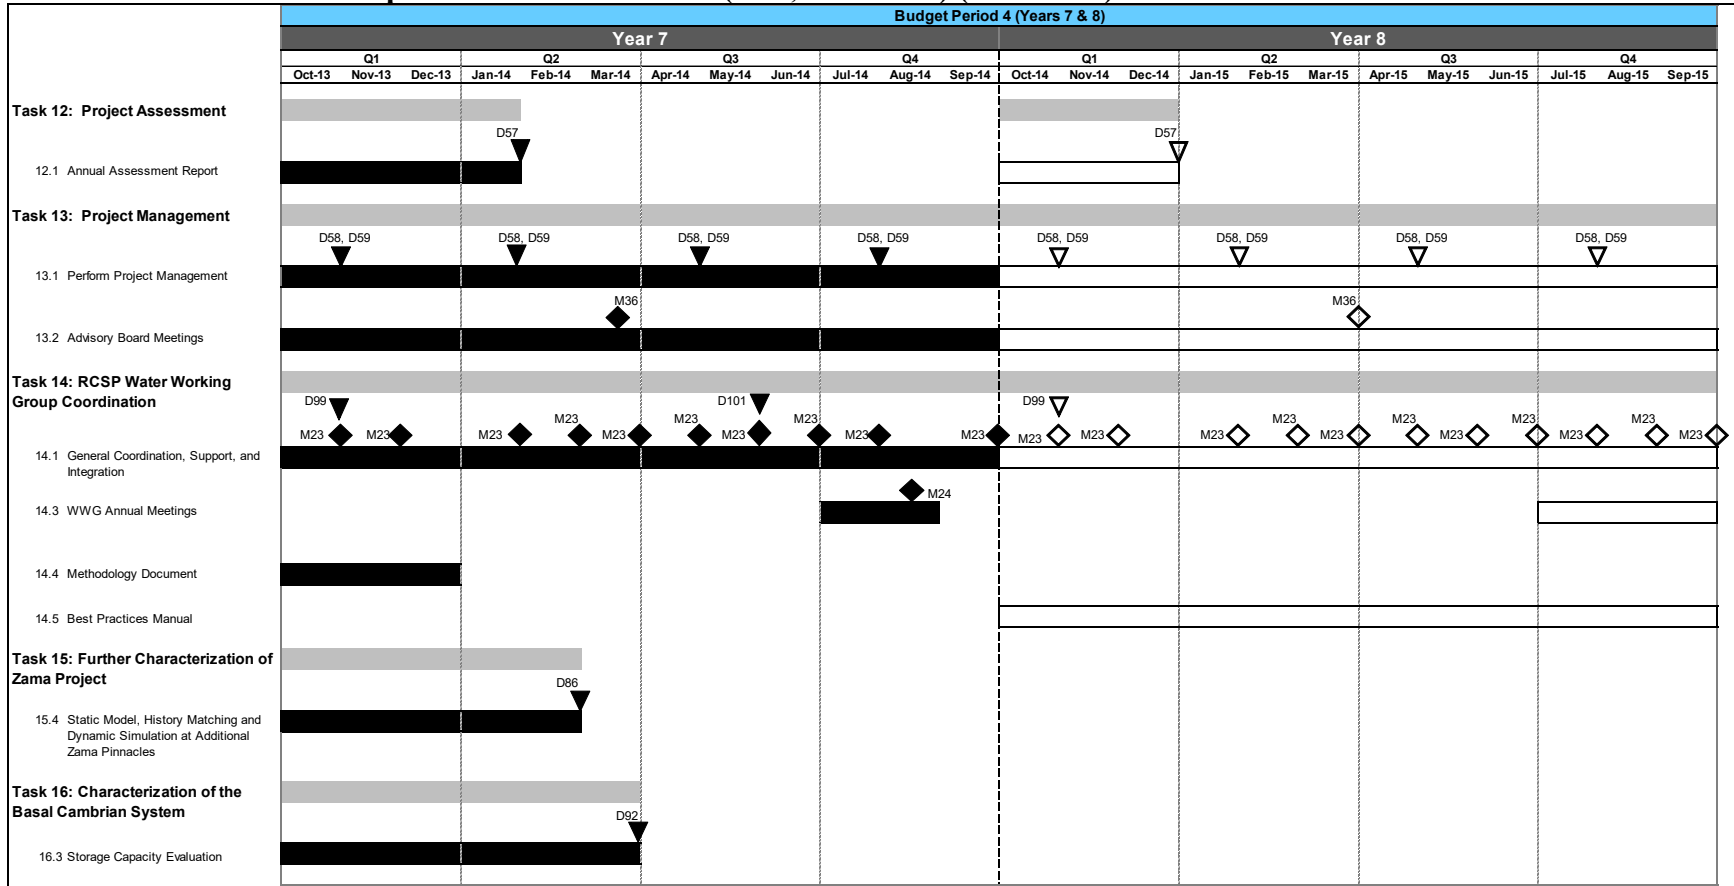 Budget Period 4 (Years 7 & 8)
Year 7 Year 8
Q1 Q2 Q3 Q4 Q1 Q2 Q3 Q4
Oct-13 Nov-13 Dec-13 Jan-14 Feb-14 Mar-14 Apr-14 May-14 Jun-14 Jul-14 Aug-14 Sep-14 Oct-14 Nov-14 Dec-14 Jan-15 Feb-15 Mar-15 Apr-15 May-15 Jun-15 Jul-15 Aug-15 Sep-15
Task 12: Project Assessment
D57 D57
12.1 Annual Assessment Report
Task 13: Project Management
D58, D59 D58, D59 D58, D59 D58, D59 D58, D59 D58, D59 D58, D59 D58, D59
13.1 Perform Project Management
M36 M36
13.2 Advisory Board Meetings
Task 14: RCSP Water Working
Group Coordination
D99 D101 D99
M23 M23 M23 M23 M23 M23 M23 M23 M23 M23 M23 M23 M23 M23 M23 M23 M23 M23 M23 M23
14.1 General Coordination, Support, and
Integration
M24
14.3 WWG Annual Meetings
14.4 Methodology Document
14.5 Best Practices Manual
Task 15: Further Characterization of
Zama Project
D86
15.4 Static Model, History Matching and
Dynamic Simulation at Additional
Zama Pinnacles
Task 16: Characterization of the
Basal Cambrian System
D92
16.3 Storage Capacity Evaluation